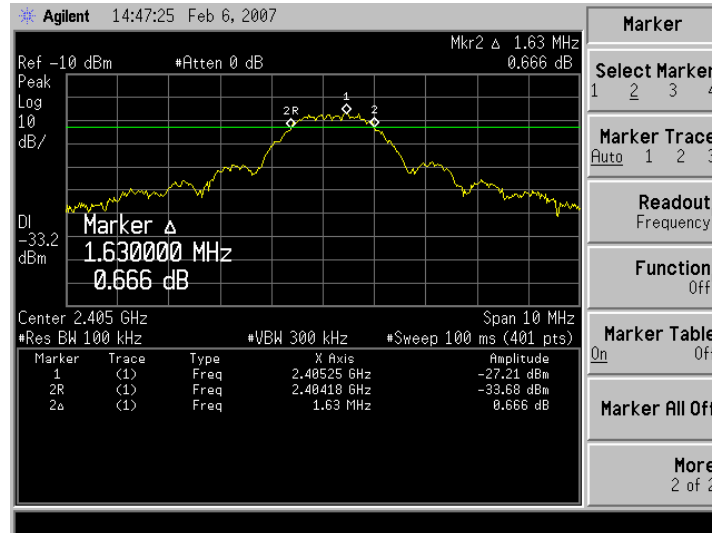 Agilent 14:47:25 Feb 6, 2007
Mkr2 Δ 1.63 MHz
Ref -10 dBm #Atten 0 dB 0.666 dB
Peak
Log
10
dB/
1
2R
2
DI
-33.2
dBm
Marker Δ
1.630000 MHz
0.666 dB
Center 2.405 GHz Span 10 MHz
#Res BW 100 kHz #VBW 300 kHz #Sweep 100 ms (401 pts)
Marker Trace Type X Axis Amplitude
1 (1) Freq 2.40525 GHz -27.21 dBm
2R (1) Freq 2.40418 GHz -33.68 dBm
2Δ (1) Freq 1.63 MHz 0.666 dB
Marker
Select Marker
1 2 3 4
Marker Trace
Auto 1 2 3
Readout
Frequency
Function
Off
Marker Table
On Off
Marker All Off
More
2 of 2